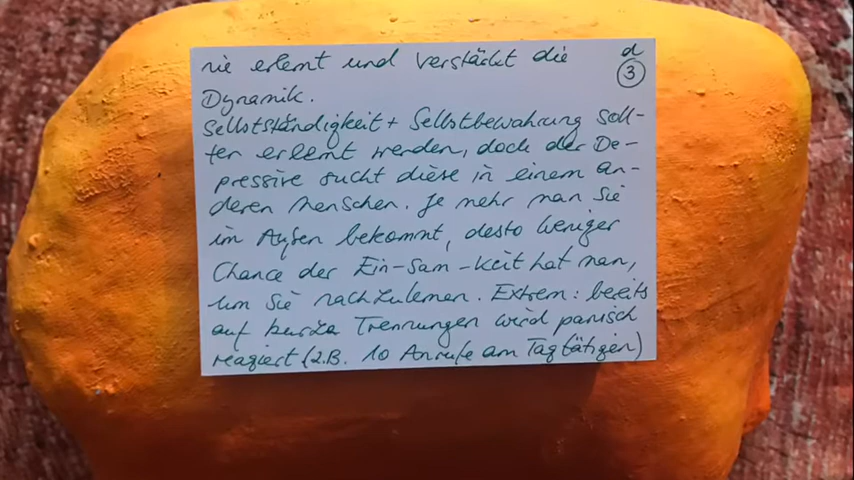 nie erlernt und verstärkt die
d
3
Dynamik.
Selbstständigkeit + Selbstbewahrung soll-
ten erlernt werden, doch der De-
pressive sucht diese in einem an-
deren Menschen. Je mehr man sie
im Außen bekommt, desto weniger
Chance der Ein-Sam-Keit hat man,
um sie nachzulernen. Extrem: bereits
auf kurze Trennungen wird panisch
reagiert (z.B. 10 Anrufe am Tag tätigen)